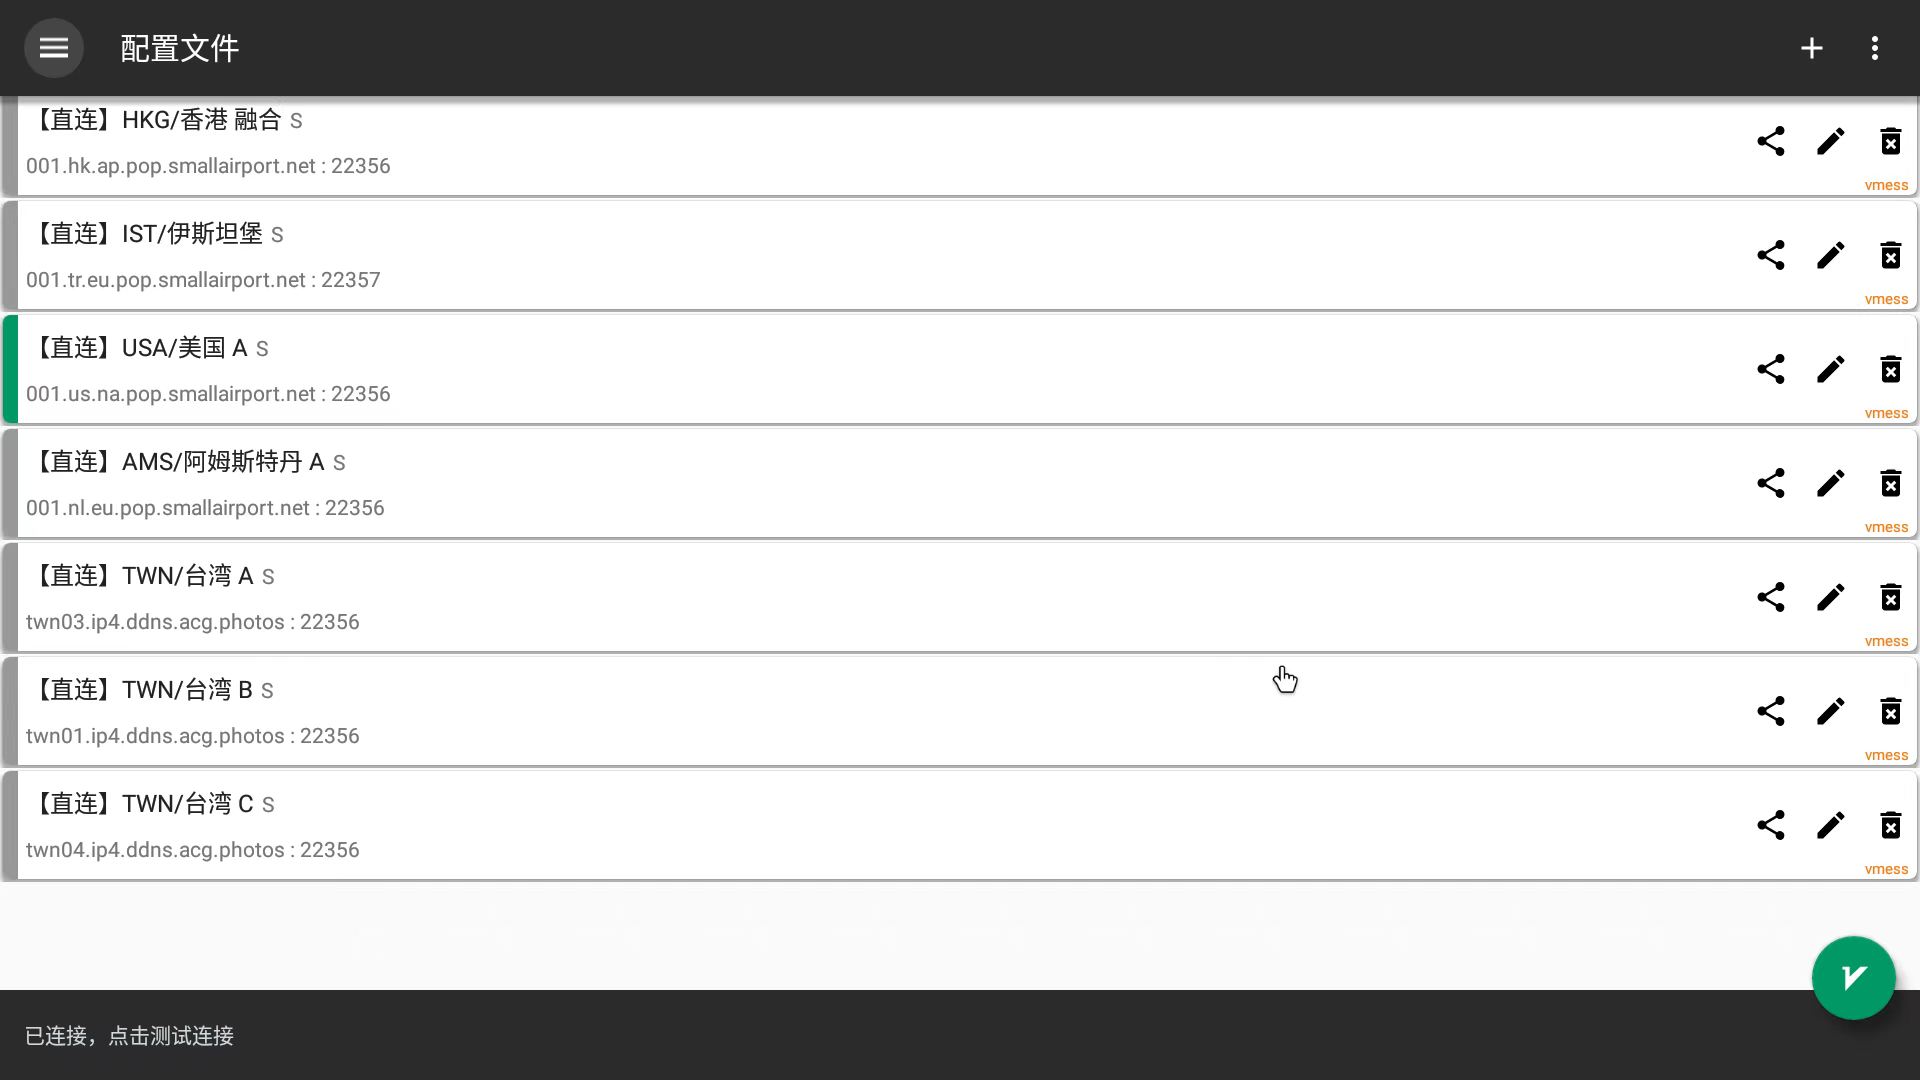 配置文件
【直连】HKG/香港 融合 S
001.hk.ap.pop.smallairport.net : 22356
vmess
【直连】IST/伊斯坦堡 S
001.tr.eu.pop.smallairport.net : 22357
vmess
【直连】USA/美国 A S
001.us.na.pop.smallairport.net : 22356
vmess
【直连】AMS/阿姆斯特丹 A S
001.nl.eu.pop.smallairport.net : 22356
vmess
【直连】TWN/台湾 A S
twn03.ip4.ddns.acg.photos : 22356
vmess
【直连】TWN/台湾 B S
twn01.ip4.ddns.acg.photos : 22356
vmess
【直连】TWN/台湾 C S
twn04.ip4.ddns.acg.photos : 22356
vmess
已连接，点击测试连接